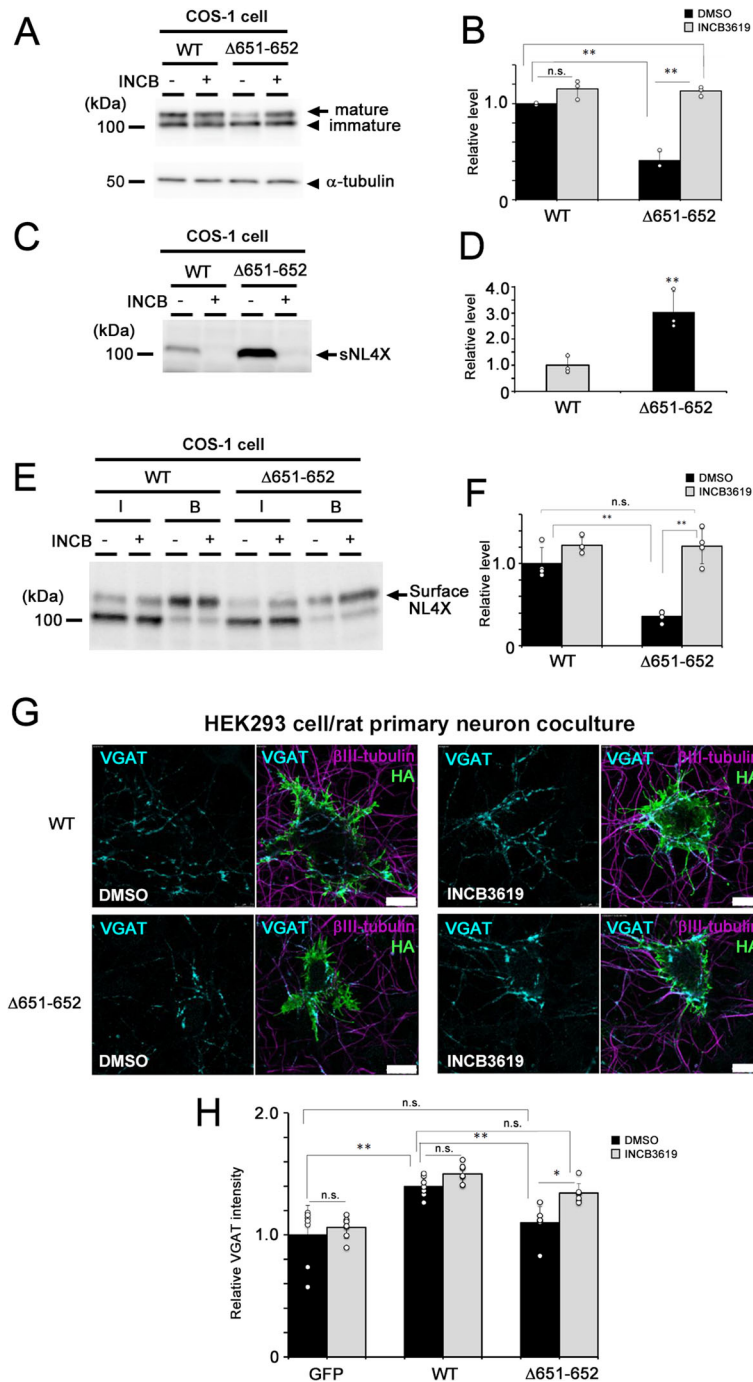 A
COS-1 cell
WT Δ651-652
INCB - + - +
(kDa)
100
mature
immature
50
α-tubulin
B
DMSO
INCB3619
**
**
n.s.
**
1.0
0
Relative level
WT Δ651-652
C
COS-1 cell
WT Δ651-652
INCB - + - +
(kDa)
100
sNL4X
D
**
4.0
3.0
2.0
1.0
0
Relative level
WT Δ651-652
E
COS-1 cell
WT Δ651-652
I B I B
INCB - + - + - + - +
(kDa)
100
Surface
NL4X
F
DMSO
INCB3619
n.s.
**
**
1.0
0
Relative level
WT Δ651-652
G
HEK293 cell/rat primary neuron coculture
VGAT VGAT βIII-tubulin VGAT VGAT βIII-tubulin
HA HA
WT
DMSO INCB3619
VGAT VGAT βIII-tubulin VGAT VGAT βIII-tubulin
HA HA
Δ651-652
DMSO INCB3619
H
DMSO
INCB3619
n.s.
n.s.
**
**
n.s.
n.s.
*
2.0
1.0
0
Relative VGAT intensity
GFP WT Δ651-652